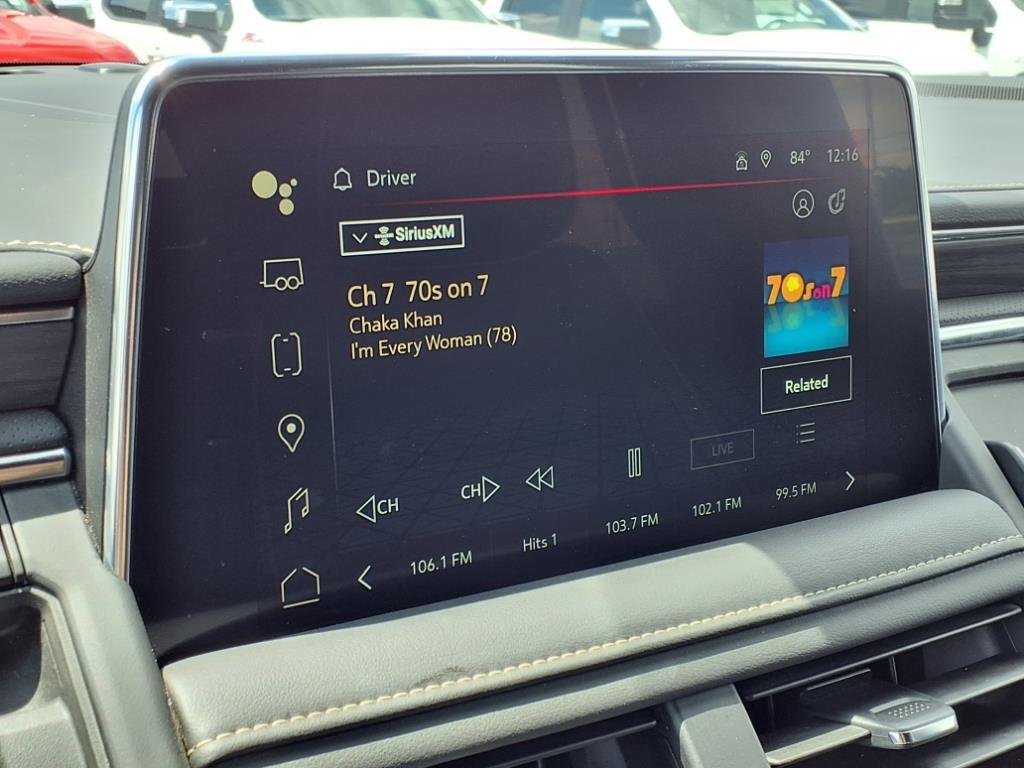 Driver
84° 12:16
SiriusXM
Ch 7 70s on 7
Chaka Khan
I'm Every Woman (78)
70s on 7
Related
LIVE
CH
CH
106.1 FM
Hits 1
103.7 FM
102.1 FM
99.5 FM